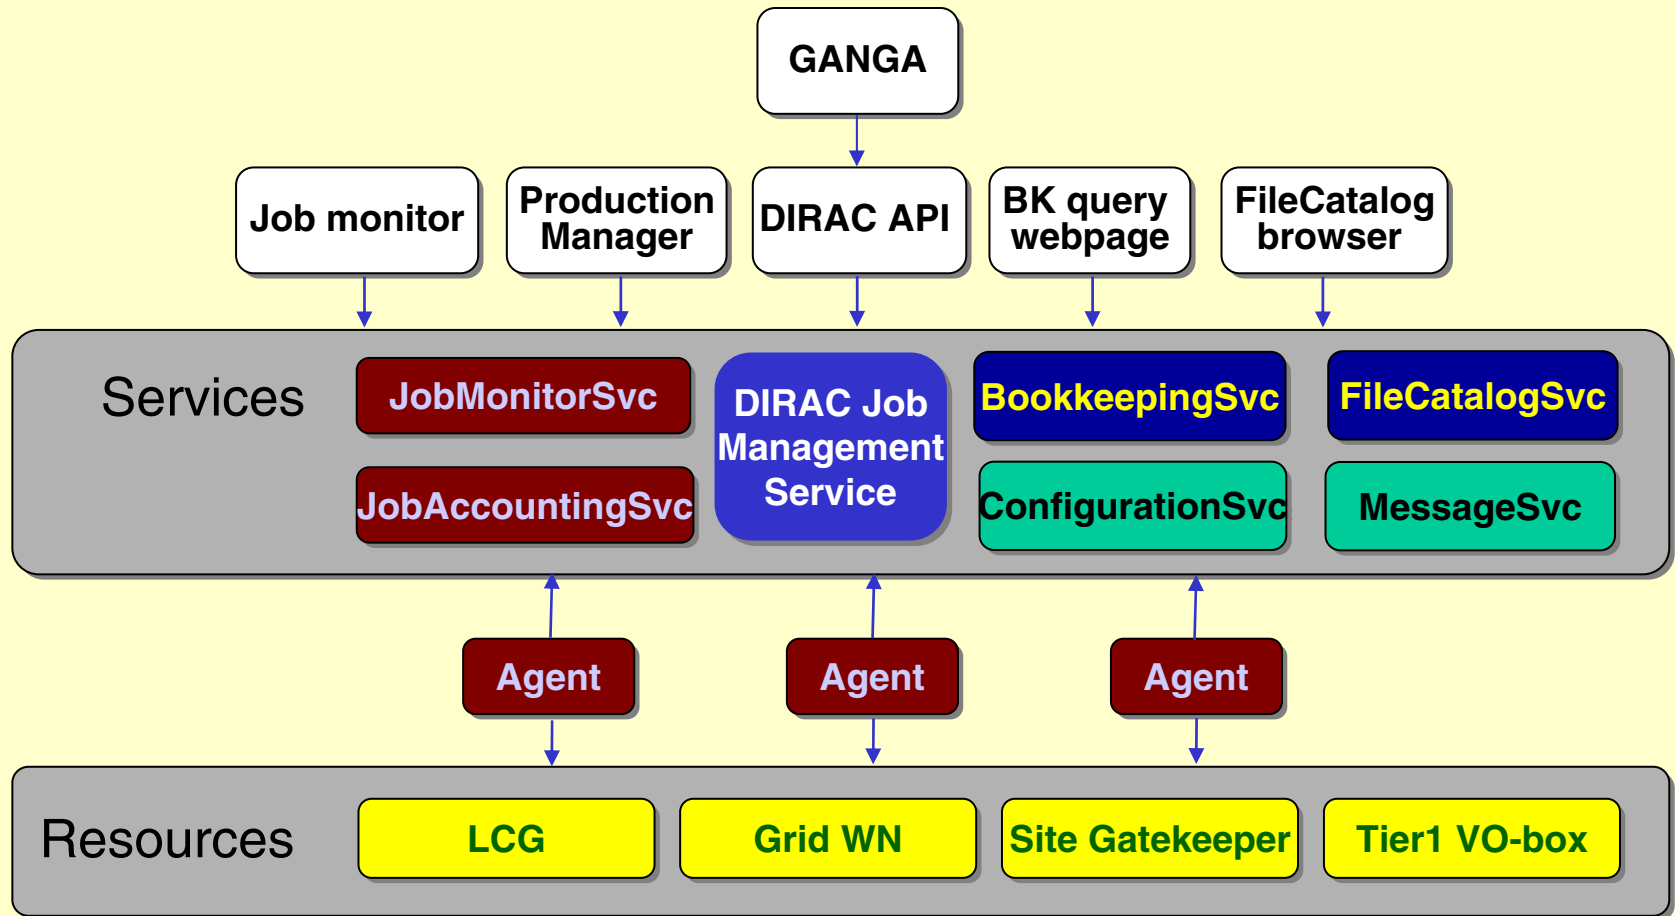 GANGA
Job monitor
Production
Manager
DIRAC API
BK query
webpage
FileCatalog
browser
Services
JobMonitorSvc
JobAccountingSvc
DIRAC Job
Management
Service
BookkeepingSvc
FileCatalogSvc
ConfigurationSvc
MessageSvc
Agent
Agent
Agent
Resources
LCG
Grid WN
Site Gatekeeper
Tier1 VO-box